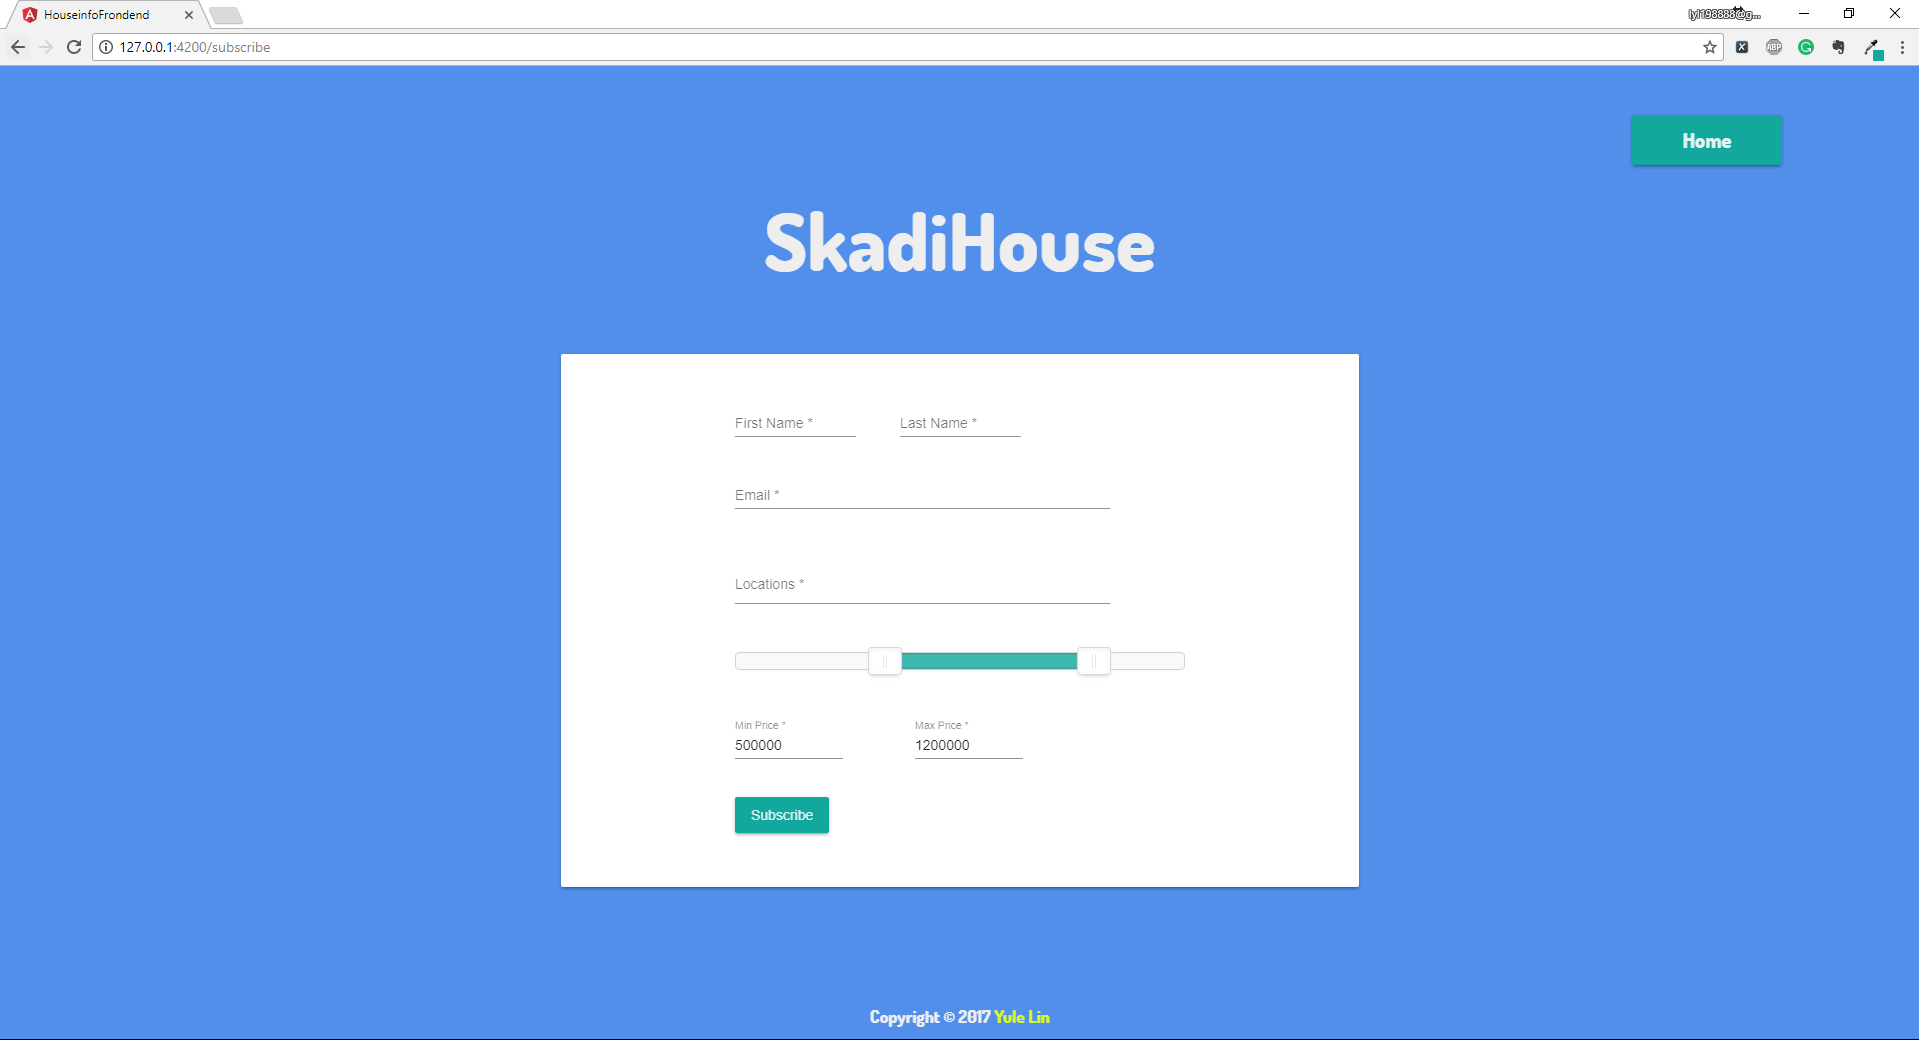 HouseinfoFrondend
127.0.0.1:4200/subscribe
ABP
Home
SkadiHouse
First Name * Last Name *
Email *
Locations *
Min Price * Max Price *
500000 1200000
Subscribe
Copyright © 2017 Yule Lin